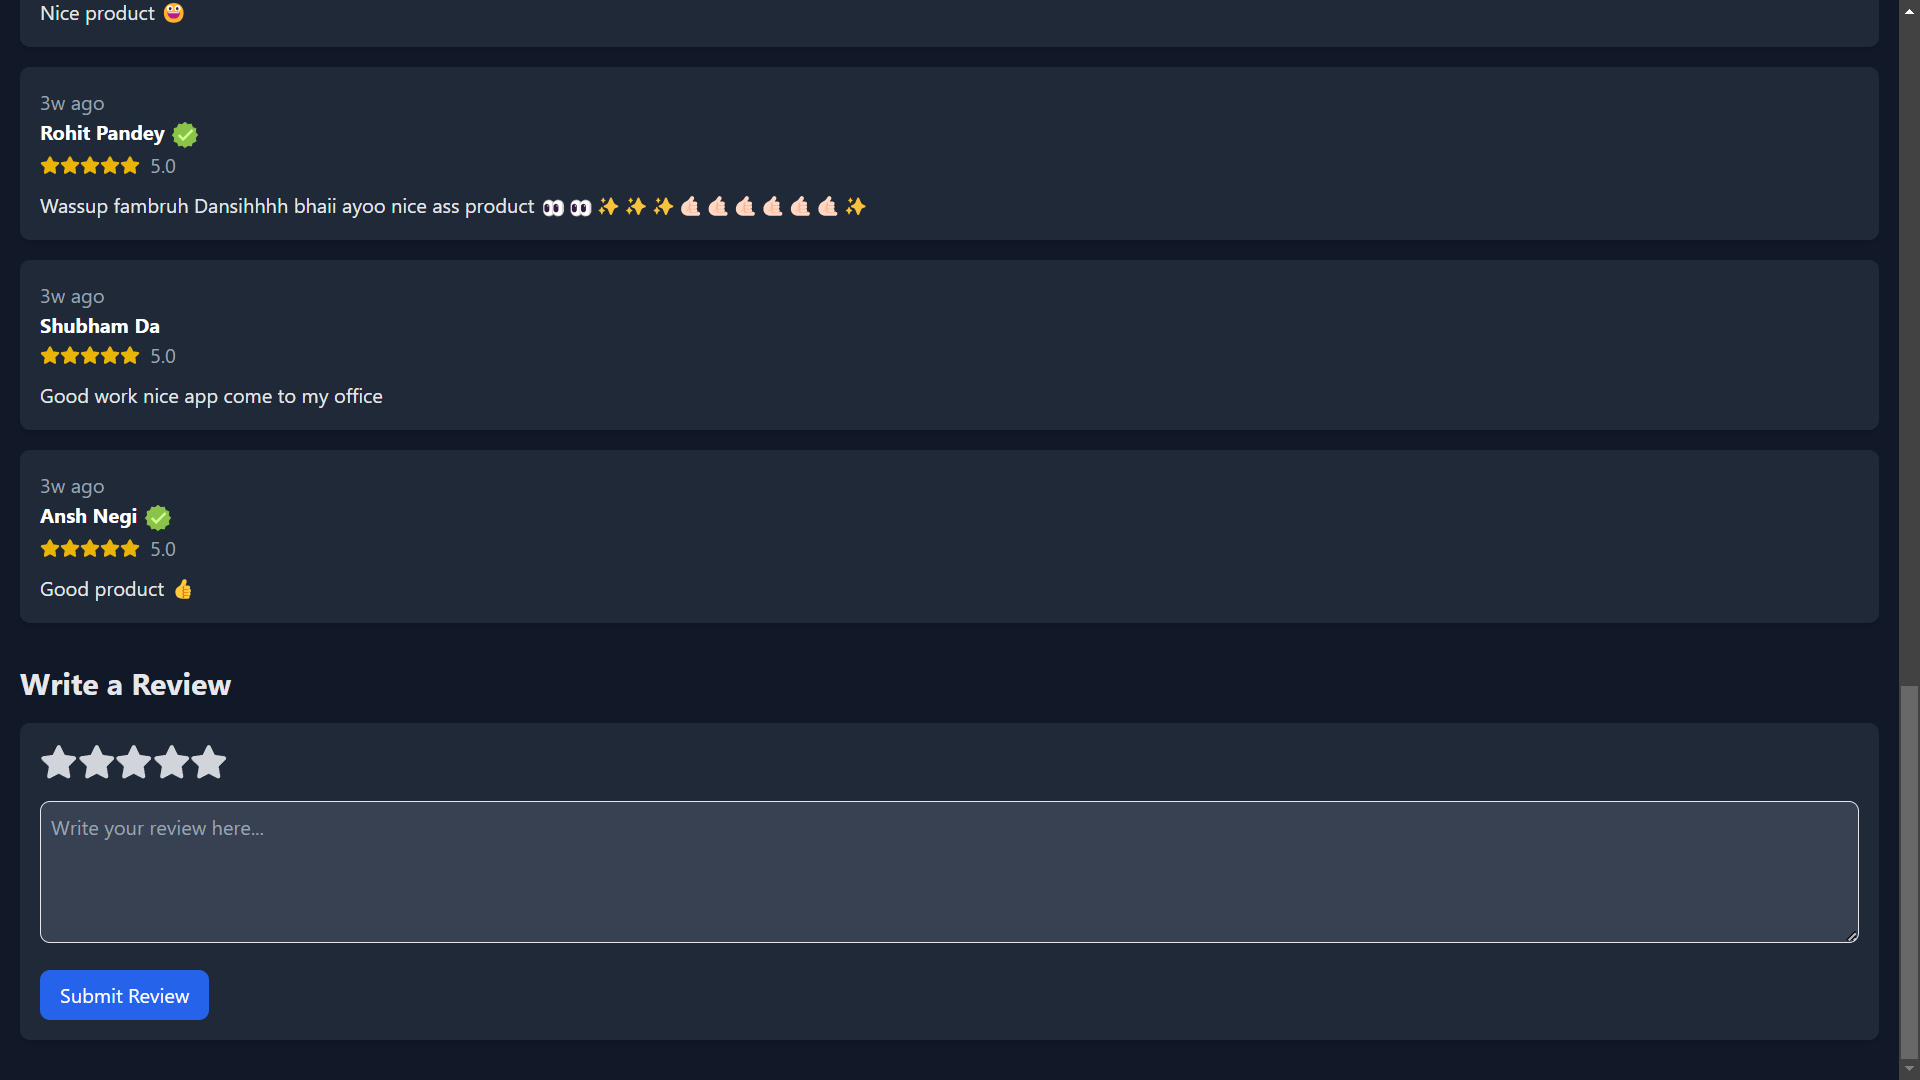 Nice product 😀
3w ago
Rohit Pandey
5.0
Wassup fambruh Dansihhhh bhaii ayoo nice ass product 👀👀✨✨✨👍🏻👍🏻👍🏻👍🏻👍🏻👍🏻✨
3w ago
Shubham Da
5.0
Good work nice app come to my office
3w ago
Ansh Negi
5.0
Good product 👍
Write a Review
Write your review here...
Submit Review